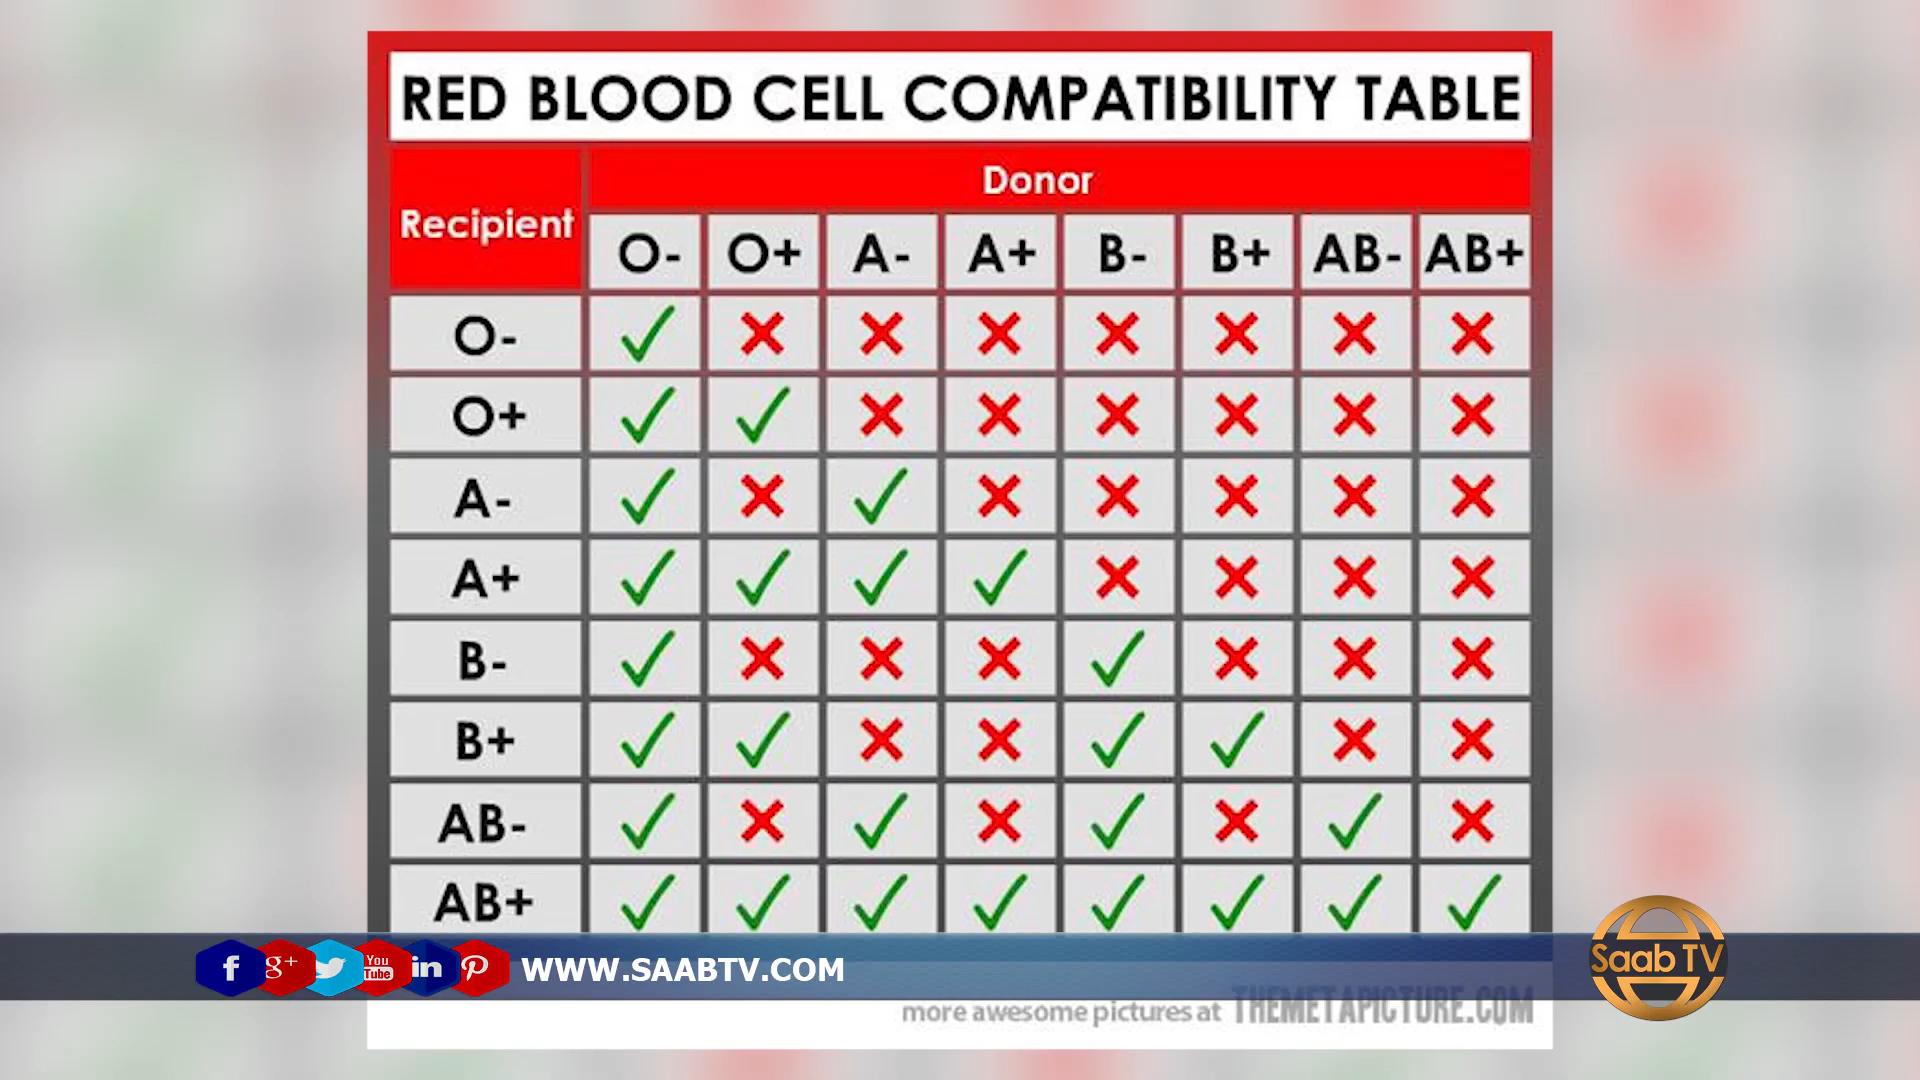 RED BLOOD CELL COMPATIBILITY TABLE
Recipient
Donor
O- O+ A- A+ B- B+ AB- AB+
O- ✓ ✗ ✗ ✗ ✗ ✗ ✗ ✗
O+ ✓ ✓ ✗ ✗ ✗ ✗ ✗ ✗
A- ✓ ✗ ✓ ✗ ✗ ✗ ✗ ✗
A+ ✓ ✓ ✓ ✓ ✗ ✗ ✗ ✗
B- ✓ ✗ ✗ ✗ ✓ ✗ ✗ ✗
B+ ✓ ✓ ✗ ✗ ✓ ✓ ✗ ✗
AB- ✓ ✗ ✓ ✗ ✓ ✗ ✓ ✗
AB+ ✓ ✓ ✓ ✓ ✓ ✓ ✓ ✓
f g+ You Tube in P WWW.SAABTV.COM
Saab TV
more awesome pictures at THEMETAPICTURE.COM